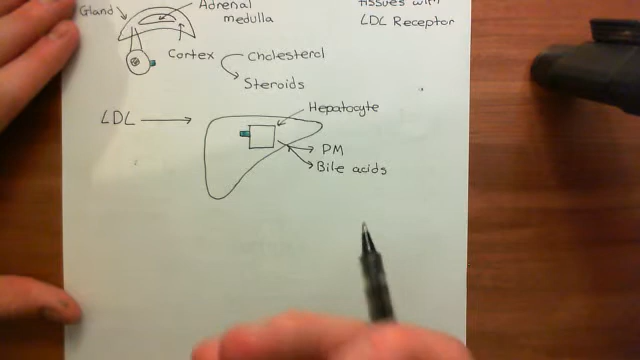 Gland
Adrenal
medulla
tissues with
LDL Receptor
Cortex
Cholesterol
Steroids
LDL
Hepatocyte
PM
Bile acids